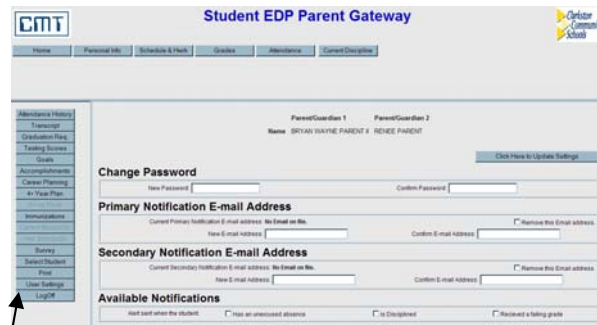 CMT
Student EDP Parent Gateway
Clarkston
Community
Schools
Home Personal Info Schedule & Hwrk Grades Attendance Current Discipline
Attendance History
Transcript
Graduation Req.
Testing Scores
Goals
Accomplishments
Career Planning
4+ Year Plan
Immunizations
Survey
Select Student
Print
User Settings
LogOff
Parent/Guardian 1 Parent/Guardian 2
Name BRYAN WAYNE PARENT II RENEE PARENT
Click Here to Update Settings
Change Password
New Password: Confirm Password:
Primary Notification E-mail Address
Current Primary Notification E-mail address: No Email on file. Remove this Email address.
New E-mail Address: Confirm E-mail Address:
Secondary Notification E-mail Address
Current Secondary Notification E-mail address: No Email on file. Remove this Email address.
New E-mail Address: Confirm E-mail Address:
Available Notifications
Alert sent when the student: Has an unexcused absence Is Disciplined Recieved a failing grade